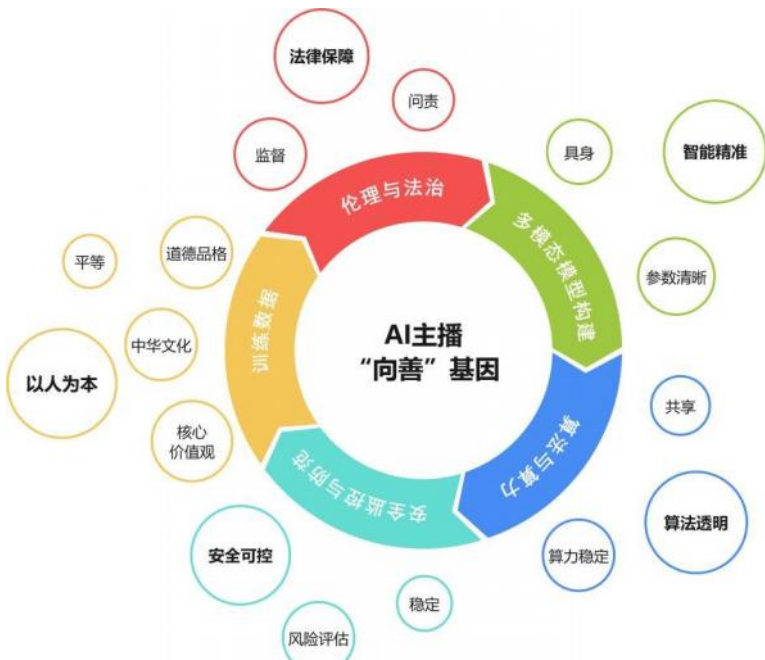 法律保障
问责
监督
具身
智能精准
伦理与法治
多模态模型构建
道德品格
平等
参数清晰
训练数据
AI主播
“向善”基因
中华文化
以人为本
核心
价值观
共享
算法与算力
安全监控与防范
算法透明
安全可控
算力稳定
稳定
风险评估